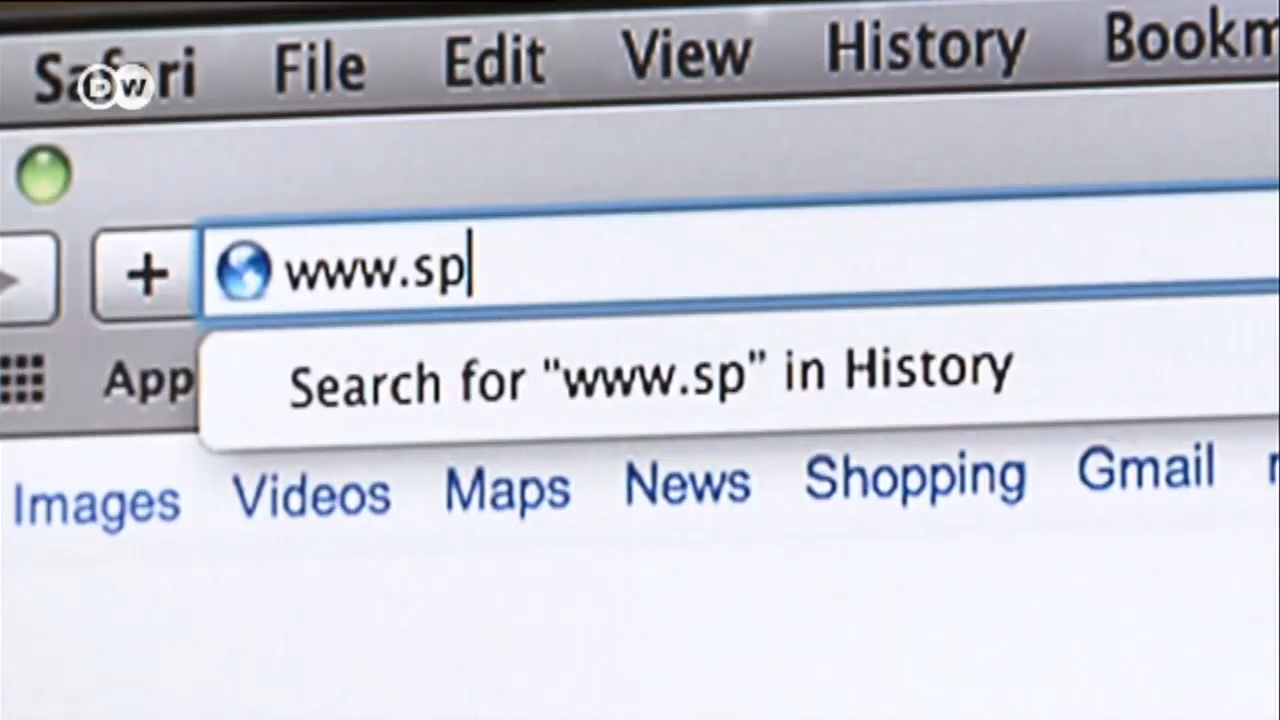 Safari File Edit View History Bookm
DW
www.sp
App
Search for "www.sp" in History
Images Videos Maps News Shopping Gmail